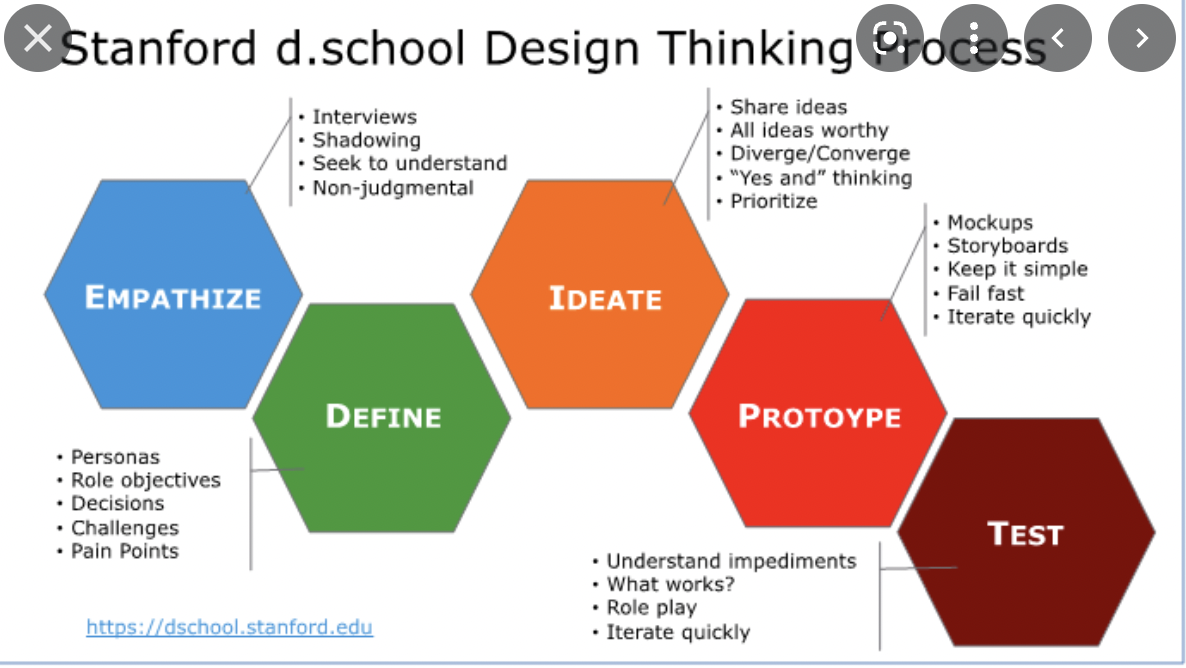 Stanford d.school Design Thinking Process
• Interviews
• Shadowing
• Seek to understand
• Non-judgmental
• Share ideas
• All ideas worthy
• Diverge/Converge
• “Yes and” thinking
• Prioritize
• Mockups
• Storyboards
• Keep it simple
• Fail fast
• Iterate quickly
EMPATHIZE
DEFINE
IDEATE
PROTOYPE
TEST
• Personas
• Role objectives
• Decisions
• Challenges
• Pain Points
• Understand impediments
• What works?
• Role play
• Iterate quickly
https://dschool.stanford.edu